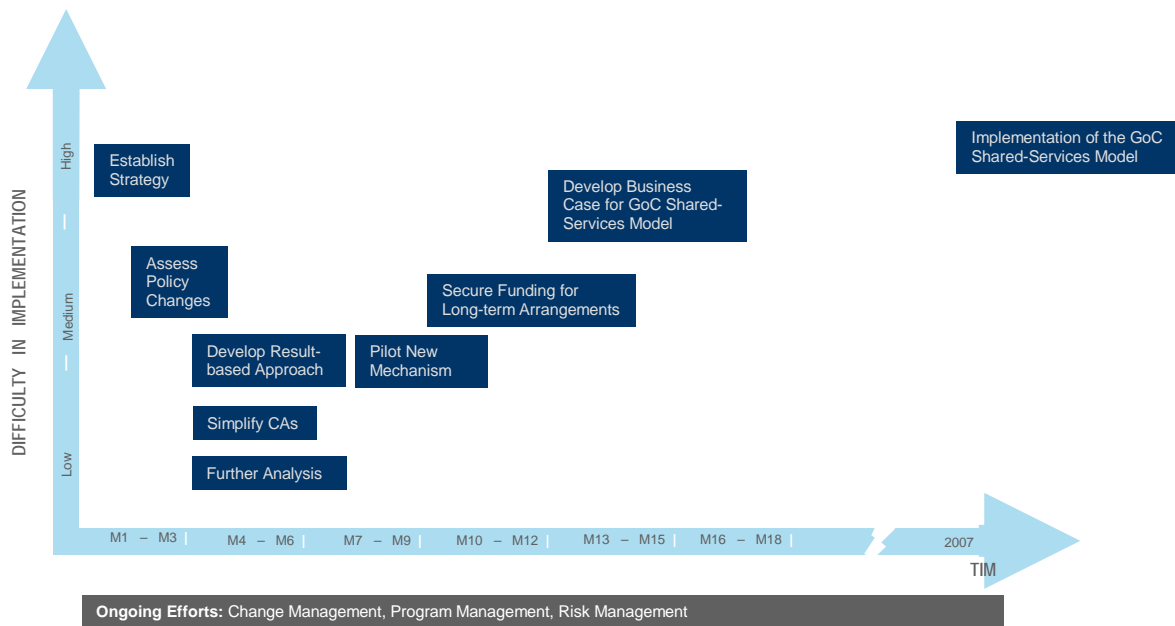 DIFFICULTY IN IMPLEMENTATION
High
Medium
Low
Establish
Strategy
Assess
Policy
Changes
Develop Result-
based Approach
Simplify CAs
Further Analysis
Pilot New
Mechanism
Secure Funding for
Long-term Arrangements
Develop Business
Case for GoC Shared-
Services Model
Implementation of the GoC
Shared-Services Model
M1 – M3
M4 – M6
M7 – M9
M10 – M12
M13 – M15
M16 – M18
2007
TIM
Ongoing Efforts: Change Management, Program Management, Risk Management